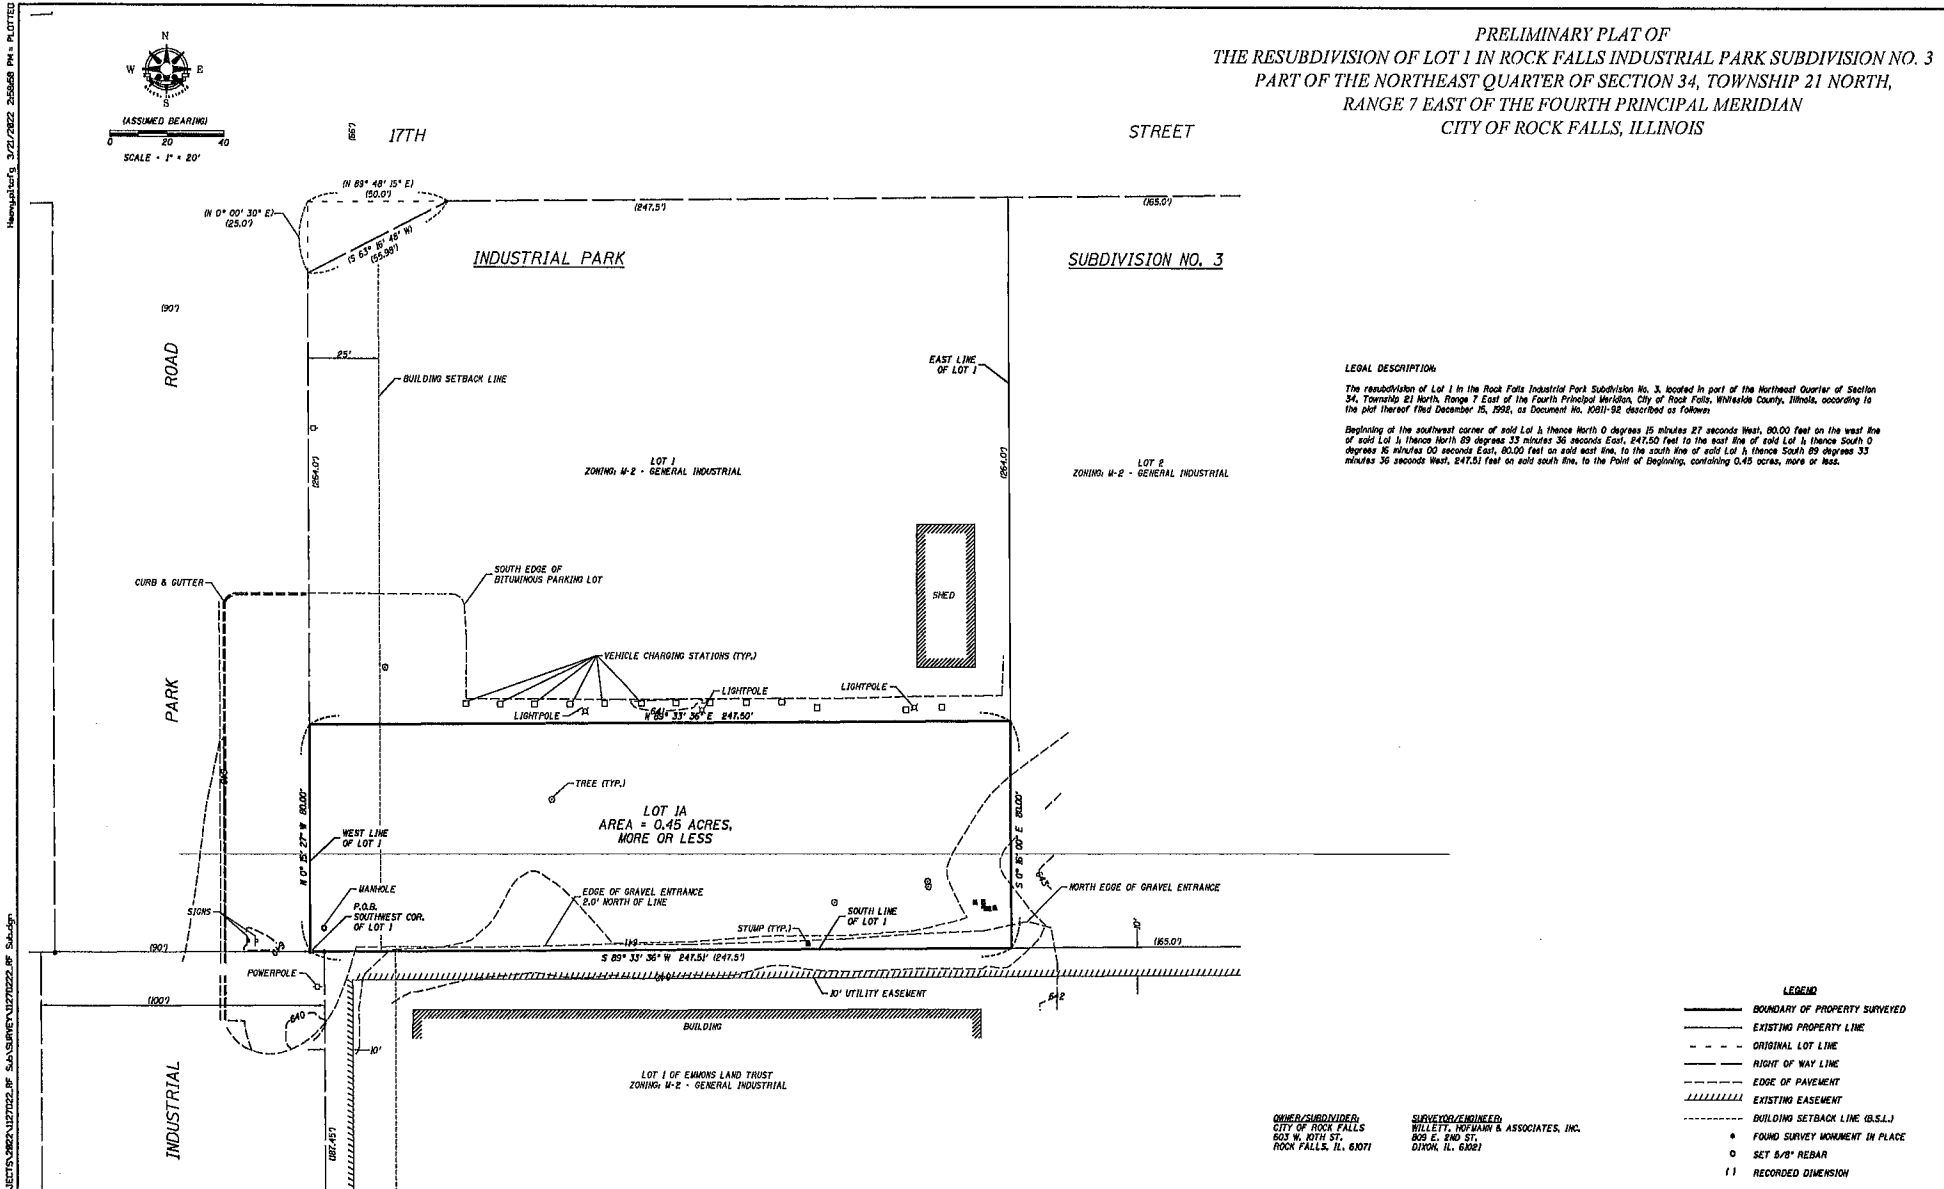 PRELIMINARY PLAT OF
THE RESUBDIVISION OF LOT 1 IN ROCK FALLS INDUSTRIAL PARK SUBDIVISION NO. 3
PART OF THE NORTHEAST QUARTER OF SECTION 34, TOWNSHIP 21 NORTH,
RANGE 7 EAST OF THE FOURTH PRINCIPAL MERIDIAN
CITY OF ROCK FALLS, ILLINOIS
N
W E
S
(ASSUMED BEARING)
0 20 40
SCALE - 1" = 20'
(66')
17TH
STREET
(N 89° 48' 15" E)
(50.0')
(N 0° 00' 30" E)
(25.0')
(S 63° 16' 48" W)
(55.99')
(247.5')
(165.0')
INDUSTRIAL PARK
SUBDIVISION NO. 3
(90')
ROAD
25'
BUILDING SETBACK LINE
EAST LINE
OF LOT 1
LEGAL DESCRIPTION:
The resubdivision of Lot 1 in the Rock Falls Industrial Park Subdivision No. 3, located in part of the Northeast Quarter of Section
34, Township 21 North, Range 7 East of the Fourth Principal Meridian, City of Rock Falls, Whiteside County, Illinois, according to
the plat thereof filed December 15, 1992, as Document No. 10811-92 described as follows:
Beginning at the southwest corner of said Lot 1; thence North 0 degrees 15 minutes 27 seconds West, 80.00 feet on the west line
of said Lot 1; thence North 89 degrees 33 minutes 36 seconds East, 247.50 feet to the east line of said Lot 1; thence South 0
degrees 16 minutes 00 seconds East, 80.00 feet on said east line, to the south line of said Lot 1; thence South 89 degrees 33
minutes 36 seconds West, 247.51 feet on said south line, to the Point of Beginning, containing 0.45 acres, more or less.
LOT 1
ZONING: M-2 - GENERAL INDUSTRIAL
LOT 2
ZONING: M-2 - GENERAL INDUSTRIAL
(264.0')
(264.0')
CURB & GUTTER
SOUTH EDGE OF
BITUMINOUS PARKING LOT
SHED
VEHICLE CHARGING STATIONS (TYP.)
PARK
LIGHTPOLE
LIGHTPOLE
LIGHTPOLE
641
N 89° 33' 36" E 247.50'
TREE (TYP.)
LOT 1A
AREA = 0.45 ACRES,
MORE OR LESS
N 0° 15' 27" W 80.00'
WEST LINE
OF LOT 1
S 0° 16' 00" E 80.00'
643
MANHOLE
P.O.B.
SOUTHWEST COR.
OF LOT 1
SIGNS
EDGE OF GRAVEL ENTRANCE
2.0' NORTH OF LINE
SOUTH LINE
OF LOT 1
STUMP (TYP.)
NORTH EDGE OF GRAVEL ENTRANCE
10'
(90')
(165.0')
S 89° 33' 36" W 247.51' (247.5')
POWERPOLE
10' UTILITY EASEMENT
642
(100')
640
BUILDING
10'
LOT 1 OF EMMONS LAND TRUST
ZONING: M-2 - GENERAL INDUSTRIAL
INDUSTRIAL
(187.45')
OWNER/SUBDIVIDER:
CITY OF ROCK FALLS
603 W. 10TH ST.
ROCK FALLS, IL. 61071
SURVEYOR/ENGINEER:
WILLETT, HOFMANN & ASSOCIATES, INC.
809 E. 2ND ST.
DIXON, IL. 61021
LEGEND
BOUNDARY OF PROPERTY SURVEYED
EXISTING PROPERTY LINE
ORIGINAL LOT LINE
RIGHT OF WAY LINE
EDGE OF PAVEMENT
EXISTING EASEMENT
BUILDING SETBACK LINE (B.S.L.)
FOUND SURVEY MONUMENT IN PLACE
SET 5/8" REBAR
( ) RECORDED DIMENSION